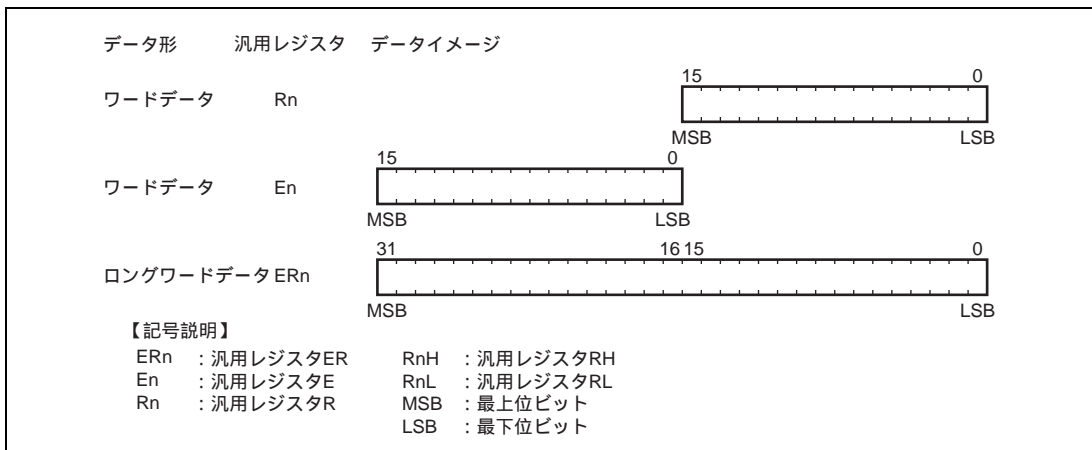 データ形 汎用レジスタ データイメージ
15 0
ワードデータ Rn
MSB LSB
15 0
ワードデータ En
MSB LSB
31 16 15 0
ロングワードデータ ERn
MSB LSB
【記号説明】
ERn :汎用レジスタER RnH :汎用レジスタRH
En :汎用レジスタE RnL :汎用レジスタRL
Rn :汎用レジスタR MSB :最上位ビット
LSB :最下位ビット